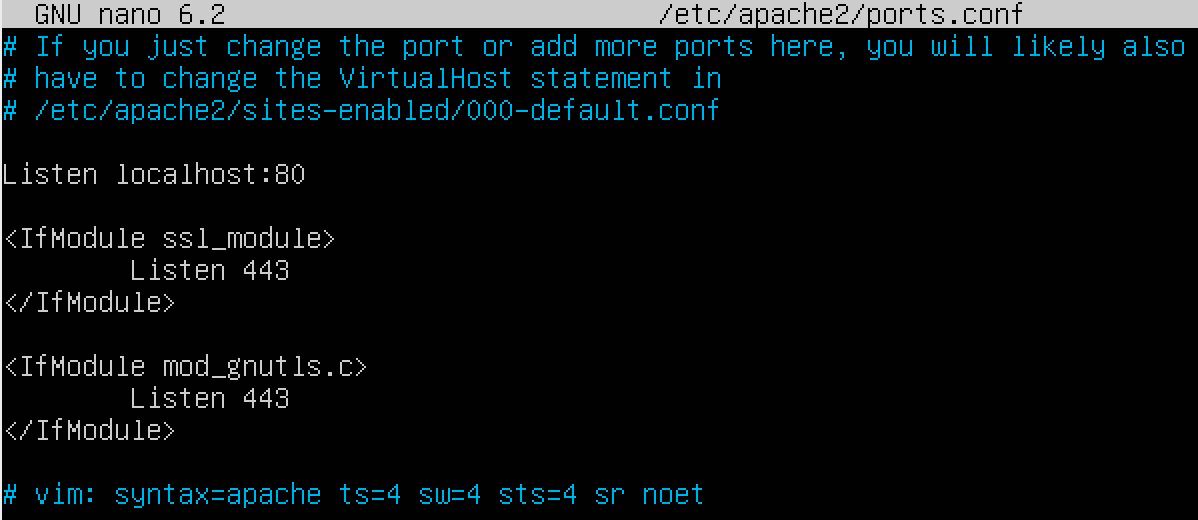 GNU nano 6.2 /etc/apache2/ports.conf
# If you just change the port or add more ports here, you will likely also
# have to change the VirtualHost statement in
# /etc/apache2/sites-enabled/000-default.conf
Listen localhost:80
<IfModule ssl_module>
Listen 443
</IfModule>
<IfModule mod_gnutls.c>
Listen 443
</IfModule>
# vim: syntax=apache ts=4 sw=4 sts=4 sr noet